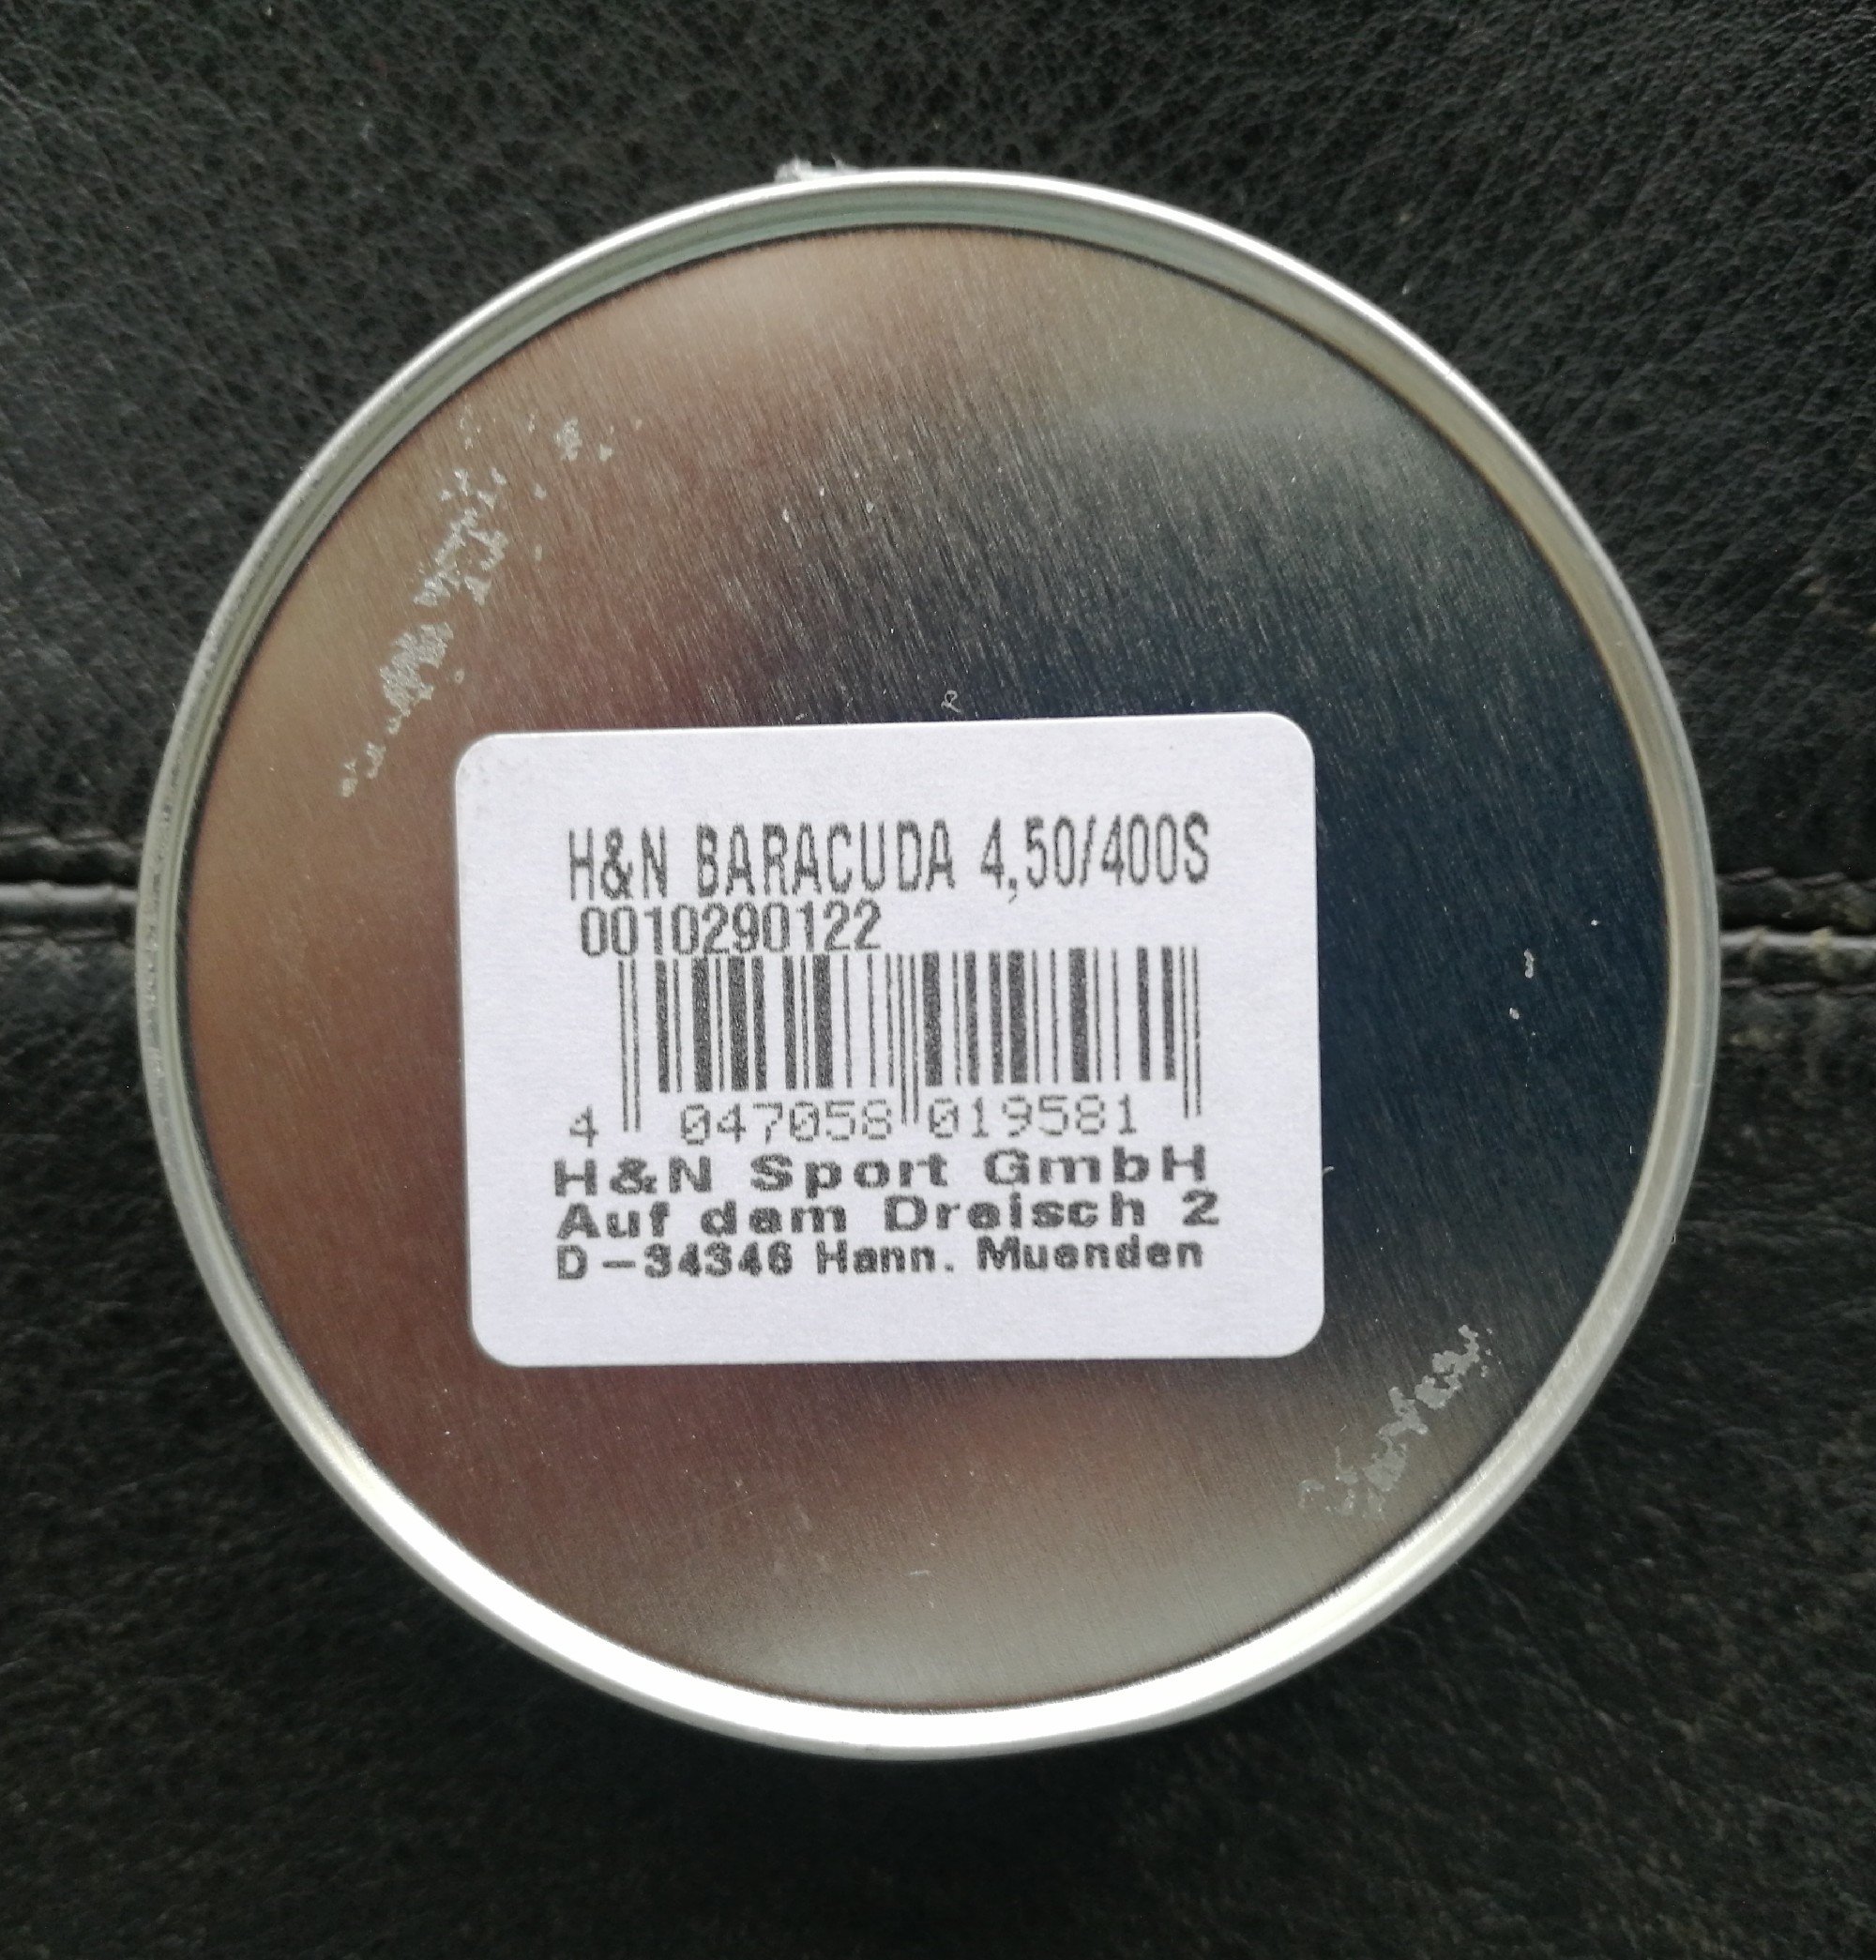 H&N BARACUDA 4,50/400S
0010290122
4 047058 019581
H&N Sport GmbH
Auf dem Dreisch 2
D-34346 Hann. Muenden